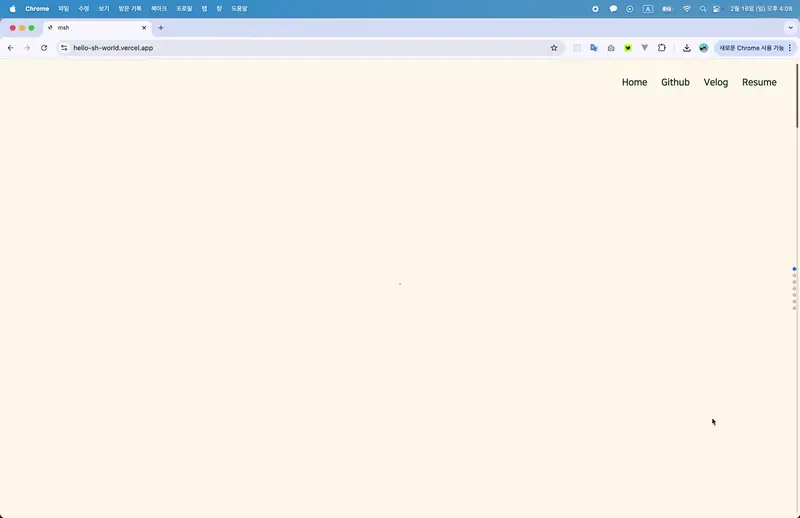 Chrome 파일 수정 보기 방문 기록 북마크 프로필 탭 창 도움말 A 2월 16일 (일) 오후 4:08
msh
hello-sh-world.vercel.app 새로운 Chrome 사용 가능
Home Github Velog Resume